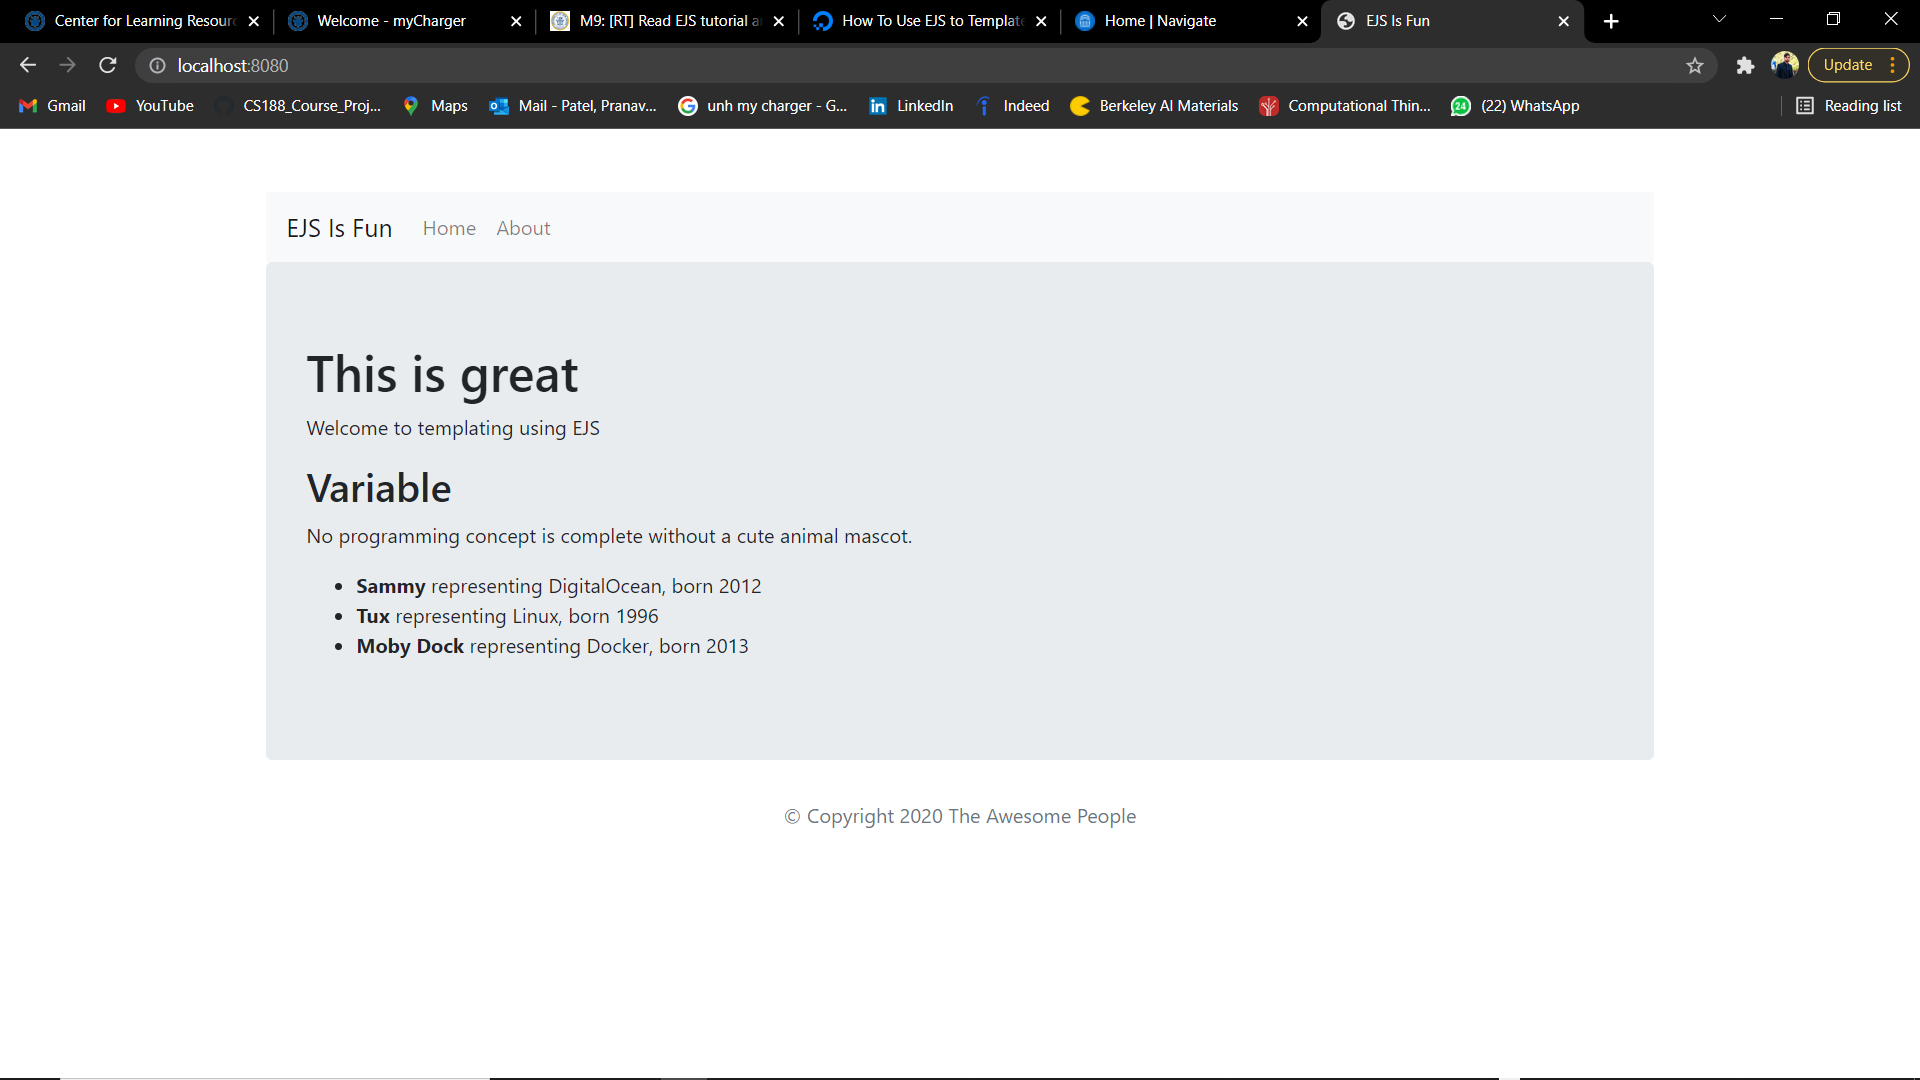 Center for Learning Resour
Welcome - myCharger
M9: [RT] Read EJS tutorial a
How To Use EJS to Template
Home | Navigate
EJS Is Fun
localhost:8080
Update
Gmail
YouTube
CS188_Course_Proj...
Maps
Mail - Patel, Pranav...
unh my charger - G...
LinkedIn
Indeed
Berkeley AI Materials
Computational Thin...
24
(22) WhatsApp
Reading list
EJS Is Fun
Home
About
This is great
Welcome to templating using EJS
Variable
No programming concept is complete without a cute animal mascot.
• Sammy representing DigitalOcean, born 2012
• Tux representing Linux, born 1996
• Moby Dock representing Docker, born 2013
© Copyright 2020 The Awesome People